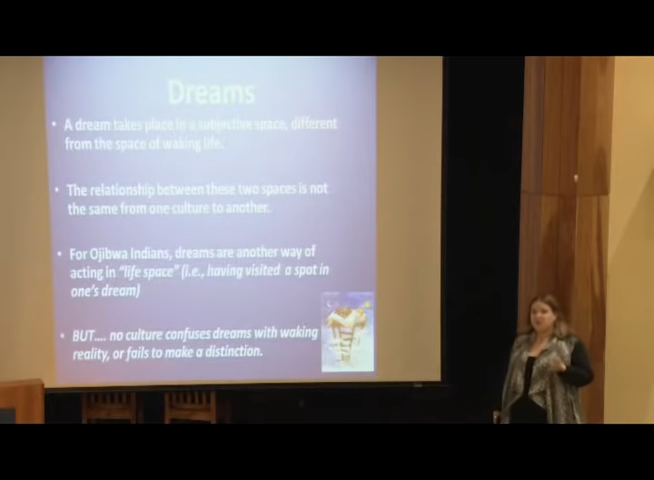 Dreams
• A dream takes place in a subjective space, different
from the space of waking life.
• The relationship between these two spaces is not
the same from one culture to another.
• For Ojibwa Indians, dreams are another way of
acting in “life space” (i.e., having visited a spot in
one's dream)
• BUT.... no culture confuses dreams with waking
reality, or fails to make a distinction.